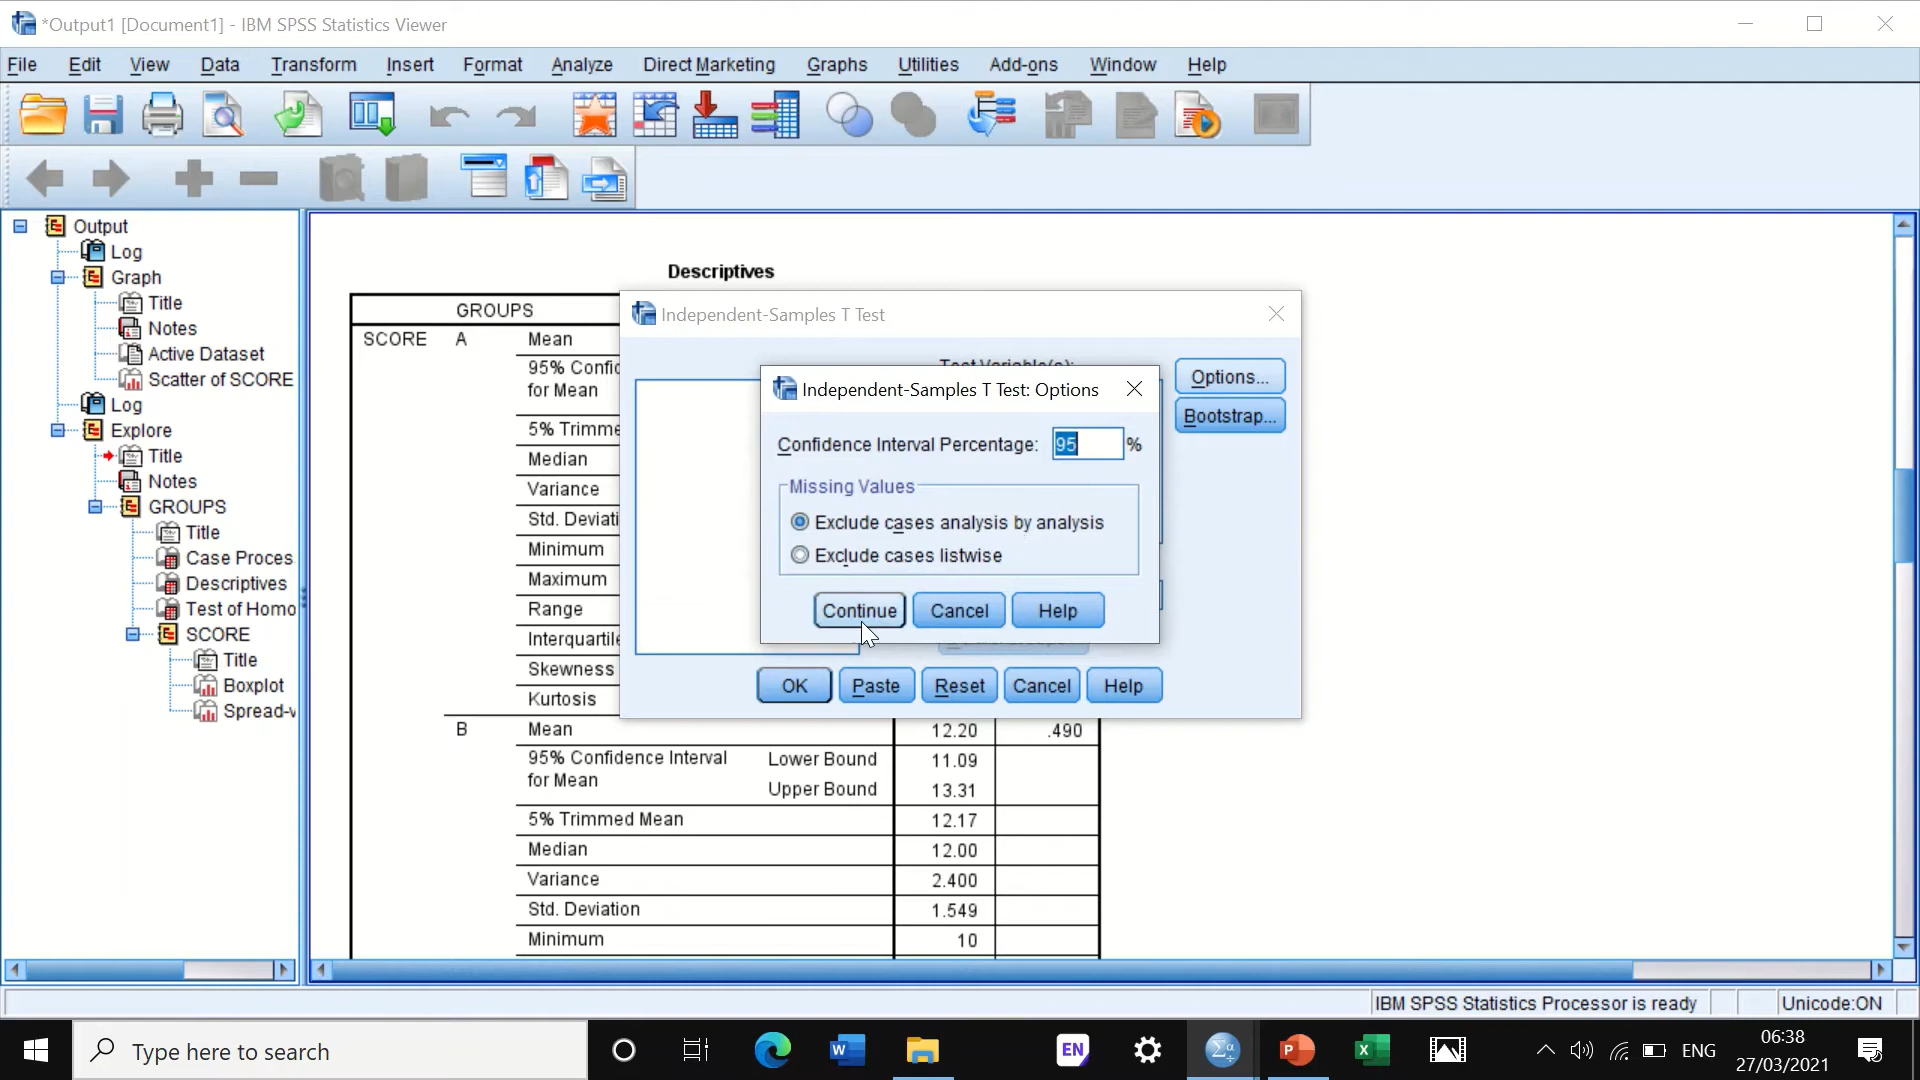 *Output1 [Document1] - IBM SPSS Statistics Viewer
File Edit View Data Transform Insert Format Analyze Direct Marketing Graphs Utilities Add-ons Window Help
Output
Log
Graph
Title
Notes
Active Dataset
Scatter of SCORE
Log
Explore
Title
Notes
GROUPS
Title
Case Proces
Descriptives
Test of Homo
SCORE
Title
Boxplot
Spread-v
Descriptives
GROUPS
SCORE A Mean
95% Confid
for Mean
5% Trimme
Median
Variance
Std. Deviati
Minimum
Maximum
Range
Interquartile
Skewness
Kurtosis
B Mean 12.20 .490
95% Confidence Interval Lower Bound 11.09
for Mean
Upper Bound 13.31
5% Trimmed Mean 12.17
Median 12.00
Variance 2.400
Std. Deviation 1.549
Minimum 10
Independent-Samples T Test
Options...
Bootstrap...
OK Paste Reset Cancel Help
Independent-Samples T Test: Options
Confidence Interval Percentage: 95 %
Missing Values
Exclude cases analysis by analysis
Exclude cases listwise
Continue Cancel Help
IBM SPSS Statistics Processor is ready Unicode:ON
Type here to search
EN
ENG
06:38
27/03/2021